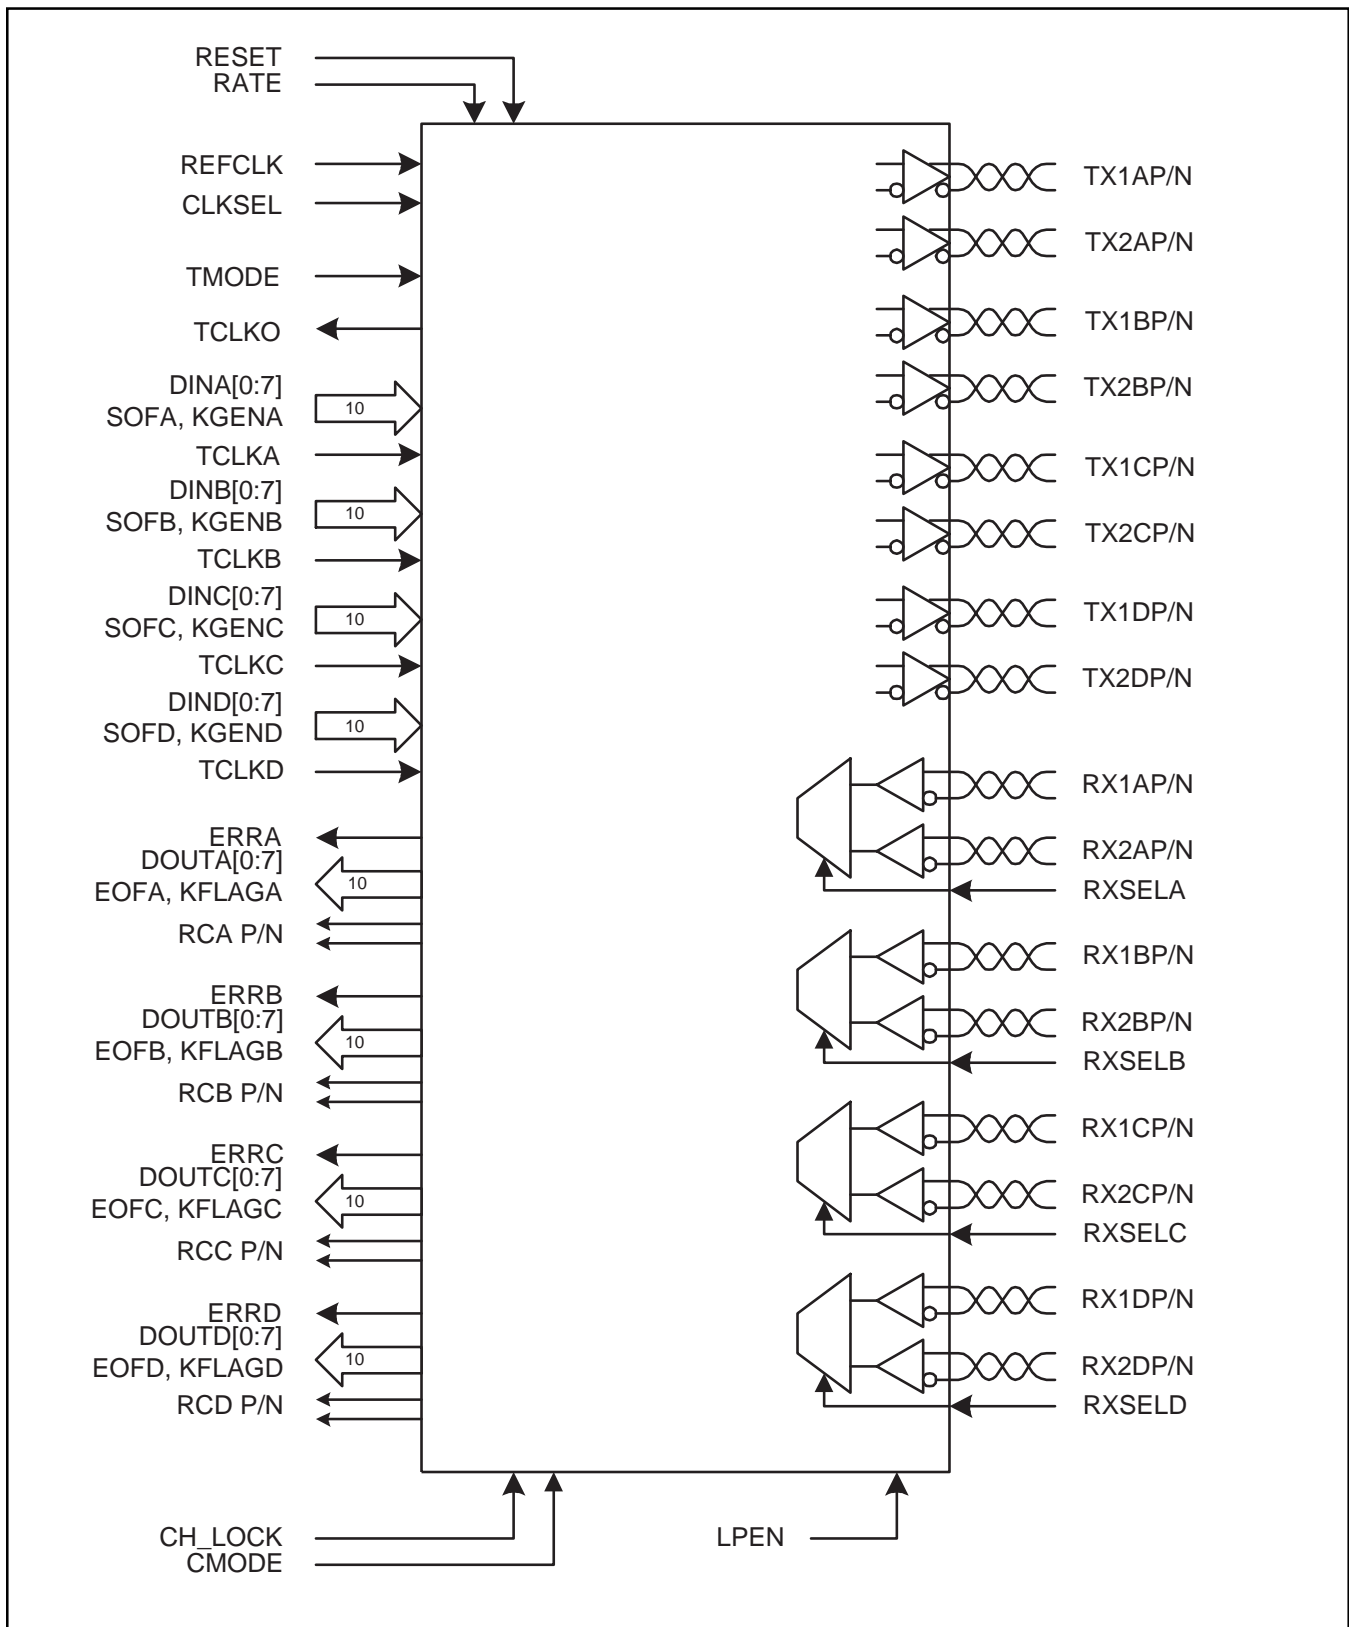 RESET
RATE
REFCLK
CLKSEL
TMODE
TCLKO
DINA[0:7]
SOFA, KGENA
10
TCLKA
DINB[0:7]
SOFB, KGENB
10
TCLKB
DINC[0:7]
SOFC, KGENC
10
TCLKC
DIND[0:7]
SOFD, KGEND
10
TCLKD
ERRA
DOUTA[0:7]
EOFA, KFLAGA
10
RCA P/N
ERRB
DOUTB[0:7]
EOFB, KFLAGB
10
RCB P/N
ERRC
DOUTC[0:7]
EOFC, KFLAGC
10
RCC P/N
ERRD
DOUTD[0:7]
EOFD, KFLAGD
10
RCD P/N
CH_LOCK
CMODE
LPEN
TX1AP/N
TX2AP/N
TX1BP/N
TX2BP/N
TX1CP/N
TX2CP/N
TX1DP/N
TX2DP/N
RX1AP/N
RX2AP/N
RXSELA
RX1BP/N
RX2BP/N
RXSELB
RX1CP/N
RX2CP/N
RXSELC
RX1DP/N
RX2DP/N
RXSELD